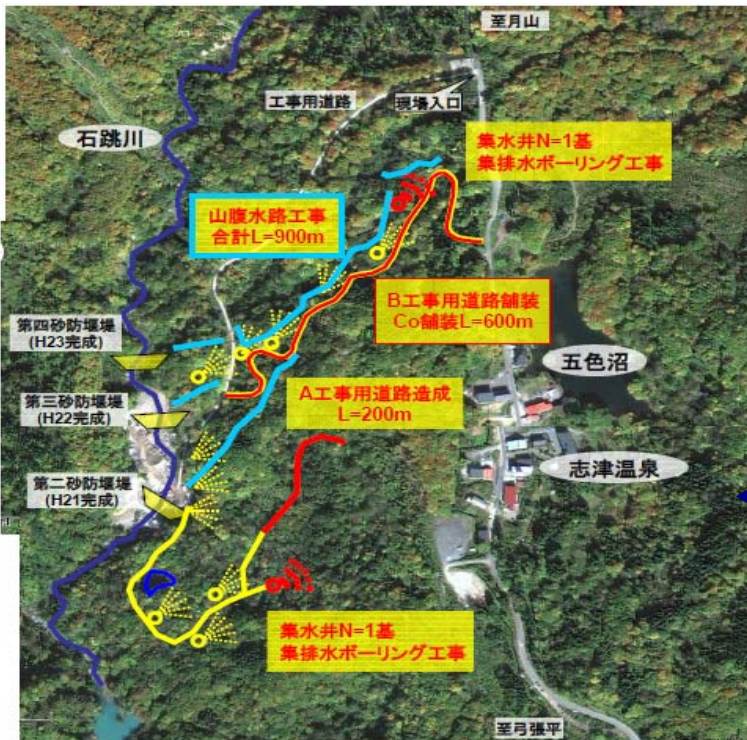 至月山
工事用道路
現場入口
石跳川
集水井N=1基
集排水ボーリング工事
山腹水路工事
合計L=900m
B工事用道路舗装
Co舗装L=600m
第四砂防堰堤
(H23完成)
五色沼
A工事用道路造成
L=200m
第三砂防堰堤
(H22完成)
志津温泉
第二砂防堰堤
(H21完成)
集水井N=1基
集排水ボーリング工事
至弓張平